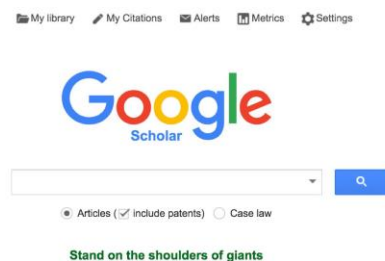 My library My Citations Alerts Metrics Settings
Google
Scholar
Articles (include patents) Case law
Stand on the shoulders of giants